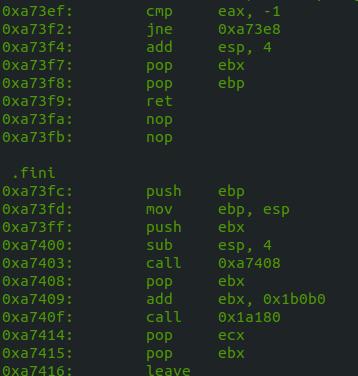 0xa73ef: cmp eax, -1
0xa73f2: jne 0xa73e8
0xa73f4: add esp, 4
0xa73f7: pop ebx
0xa73f8: pop ebp
0xa73f9: ret
0xa73fa: nop
0xa73fb: nop
.fini
0xa73fc: push ebp
0xa73fd: mov ebp, esp
0xa73ff: push ebx
0xa7400: sub esp, 4
0xa7403: call 0xa7408
0xa7408: pop ebx
0xa7409: add ebx, 0x1b0b0
0xa740f: call 0x1a180
0xa7414: pop ecx
0xa7415: pop ebx
0xa7416: leave